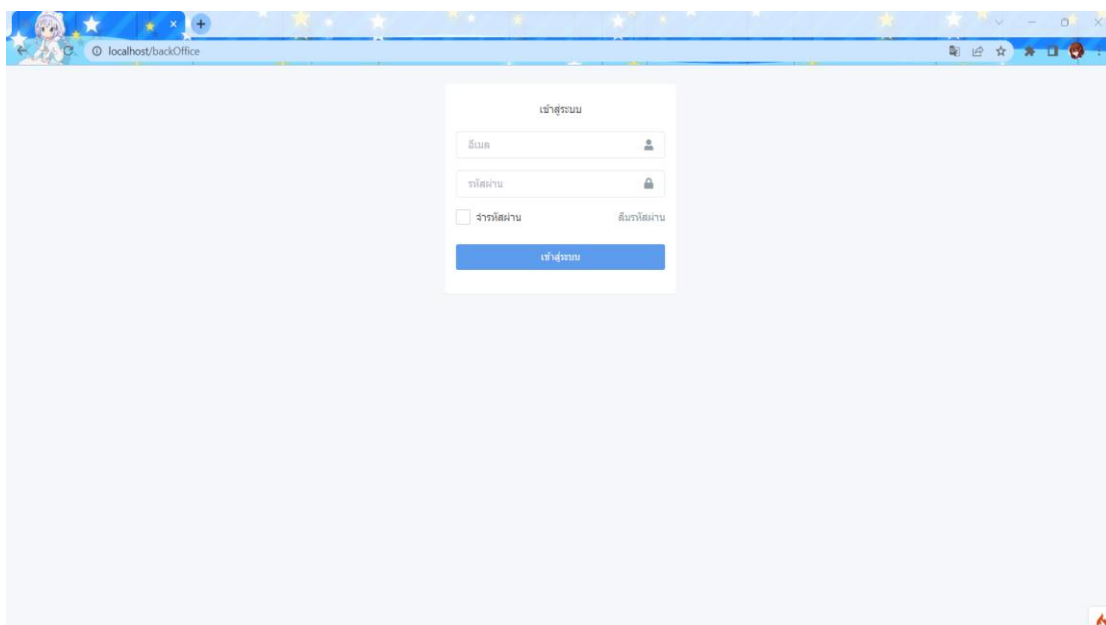 localhost/backOffice
เข้าสู่ระบบ
อีเมล
รหัสผ่าน
จำรหัสผ่าน
ลืมรหัสผ่าน
เข้าสู่ระบบ